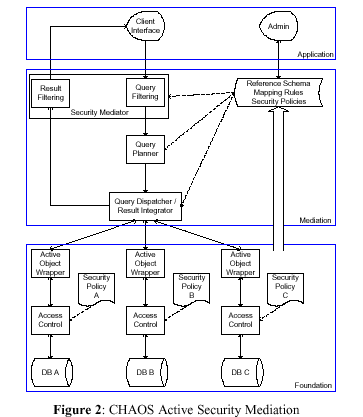 Client
Interface
Admin
Application
Result
Filtering
Query
Filtering
Security Mediator
Reference Schema
Mapping Rules
Security Policies
Query
Planner
Query Dispatcher /
Result Integrator
Mediation
Active
Object
Wrapper
Security
Policy
A
Active
Object
Wrapper
Security
Policy
B
Active
Object
Wrapper
Security
Policy
C
Access
Control
Access
Control
Access
Control
DB A
DB B
DB C
Foundation
Figure 2: CHAOS Active Security Mediation